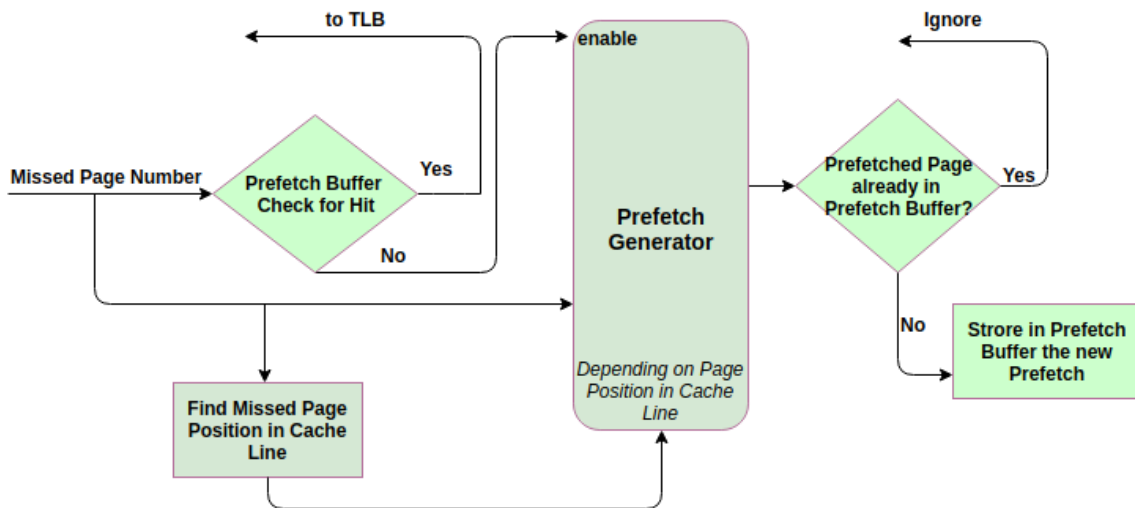 to TLB
Ignore
enable
Missed Page Number
Prefetch Buffer
Check for Hit
Yes
No
Prefetch
Generator
Prefetched Page
already in
Prefetch Buffer?
Yes
No
Strore in Prefetch
Buffer the new
Prefetch
Depending on Page
Position in Cache
Line
Find Missed Page
Position in Cache
Line